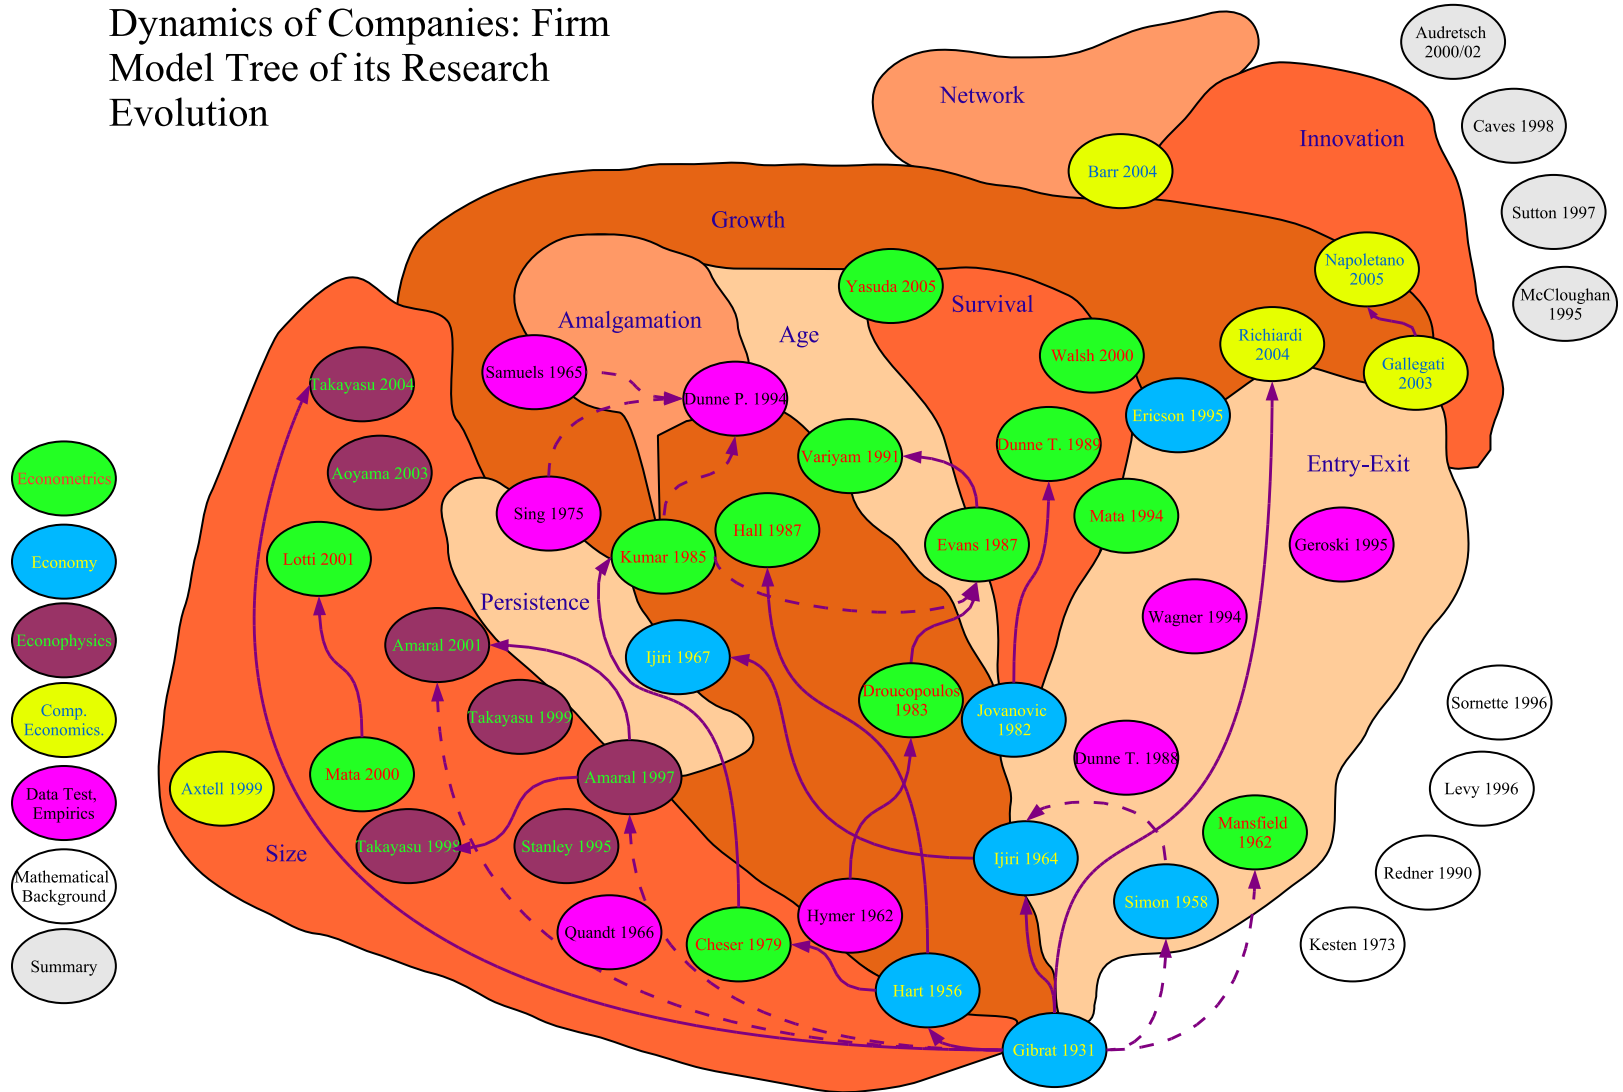 Dynamics of Companies: Firm
Model Tree of its Research
Evolution
Audretsch
2000/02
Network
Caves 1998
Innovation
Barr 2004
Sutton 1997
Growth
Napoletano
2005
Yasuda 2005
McCloughan
1995
Survival
Amalgamation
Age
Richiardi
2004
Walsh 2000
Gallegati
2003
Samuels 1965
Takayasu 2004
Dunne P. 1994
Ericson 1995
Dunne T. 1989
Variyam 1991
Entry-Exit
Aoyama 2003
Econometrics
Sing 1975
Mata 1994
Hall 1987
Evans 1987
Geroski 1995
Kumar 1985
Lotti 2001
Economy
Persistence
Wagner 1994
Econophysics
Amaral 2001
Ijiri 1967
Droucopoulos
1983
Sornette 1996
Comp.
Economics.
Takayasu 1999
Jovanovic
1982
Dunne T. 1988
Mata 2000
Amaral 1997
Axtell 1999
Levy 1996
Data Test,
Empirics
Mansfield
1962
Takayasu 1998
Stanley 1995
Size
Ijiri 1964
Redner 1990
Mathematical
Background
Simon 1958
Hymer 1962
Quandt 1966
Cheser 1979
Kesten 1973
Summary
Hart 1956
Gibrat 1931